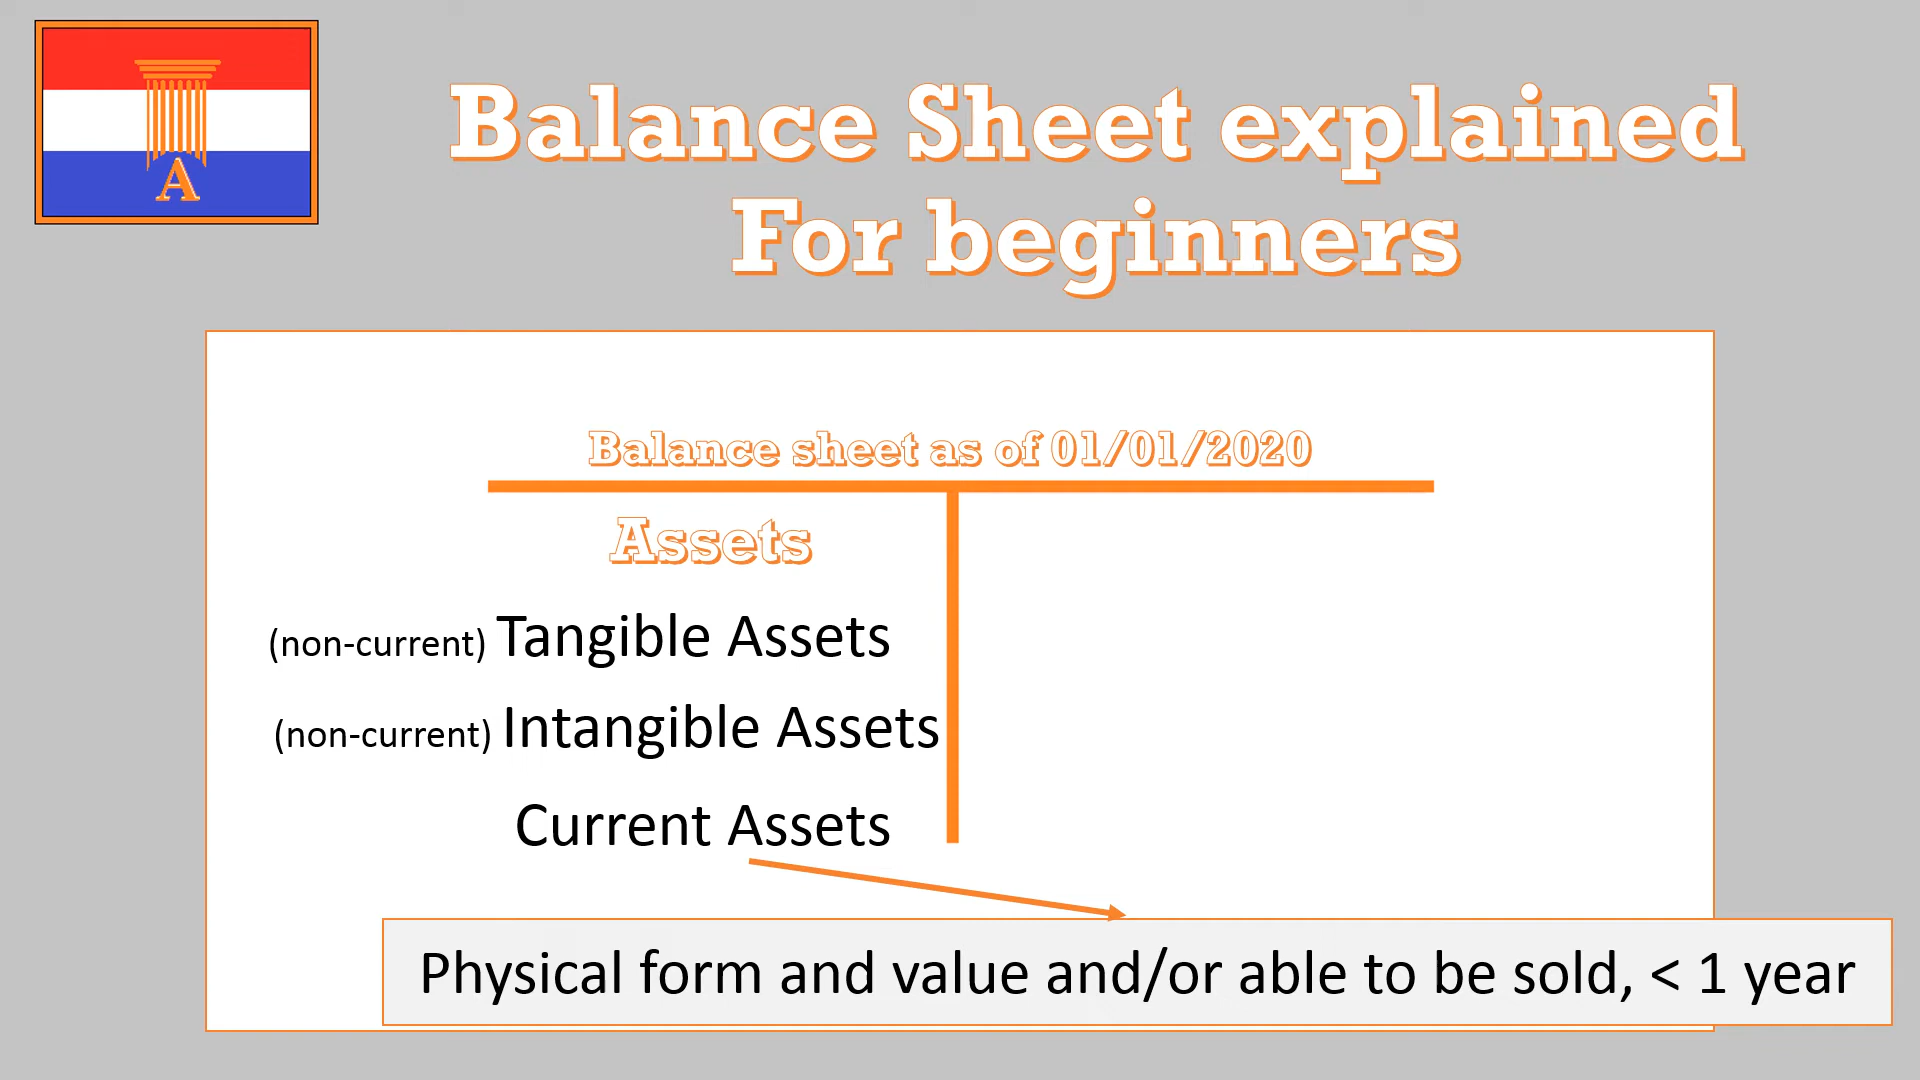 A
Balance Sheet explained
For beginners
Balance sheet as of 01/01/2020
Assets
(non-current) Tangible Assets
(non-current) Intangible Assets
Current Assets
Physical form and value and/or able to be sold, < 1 year